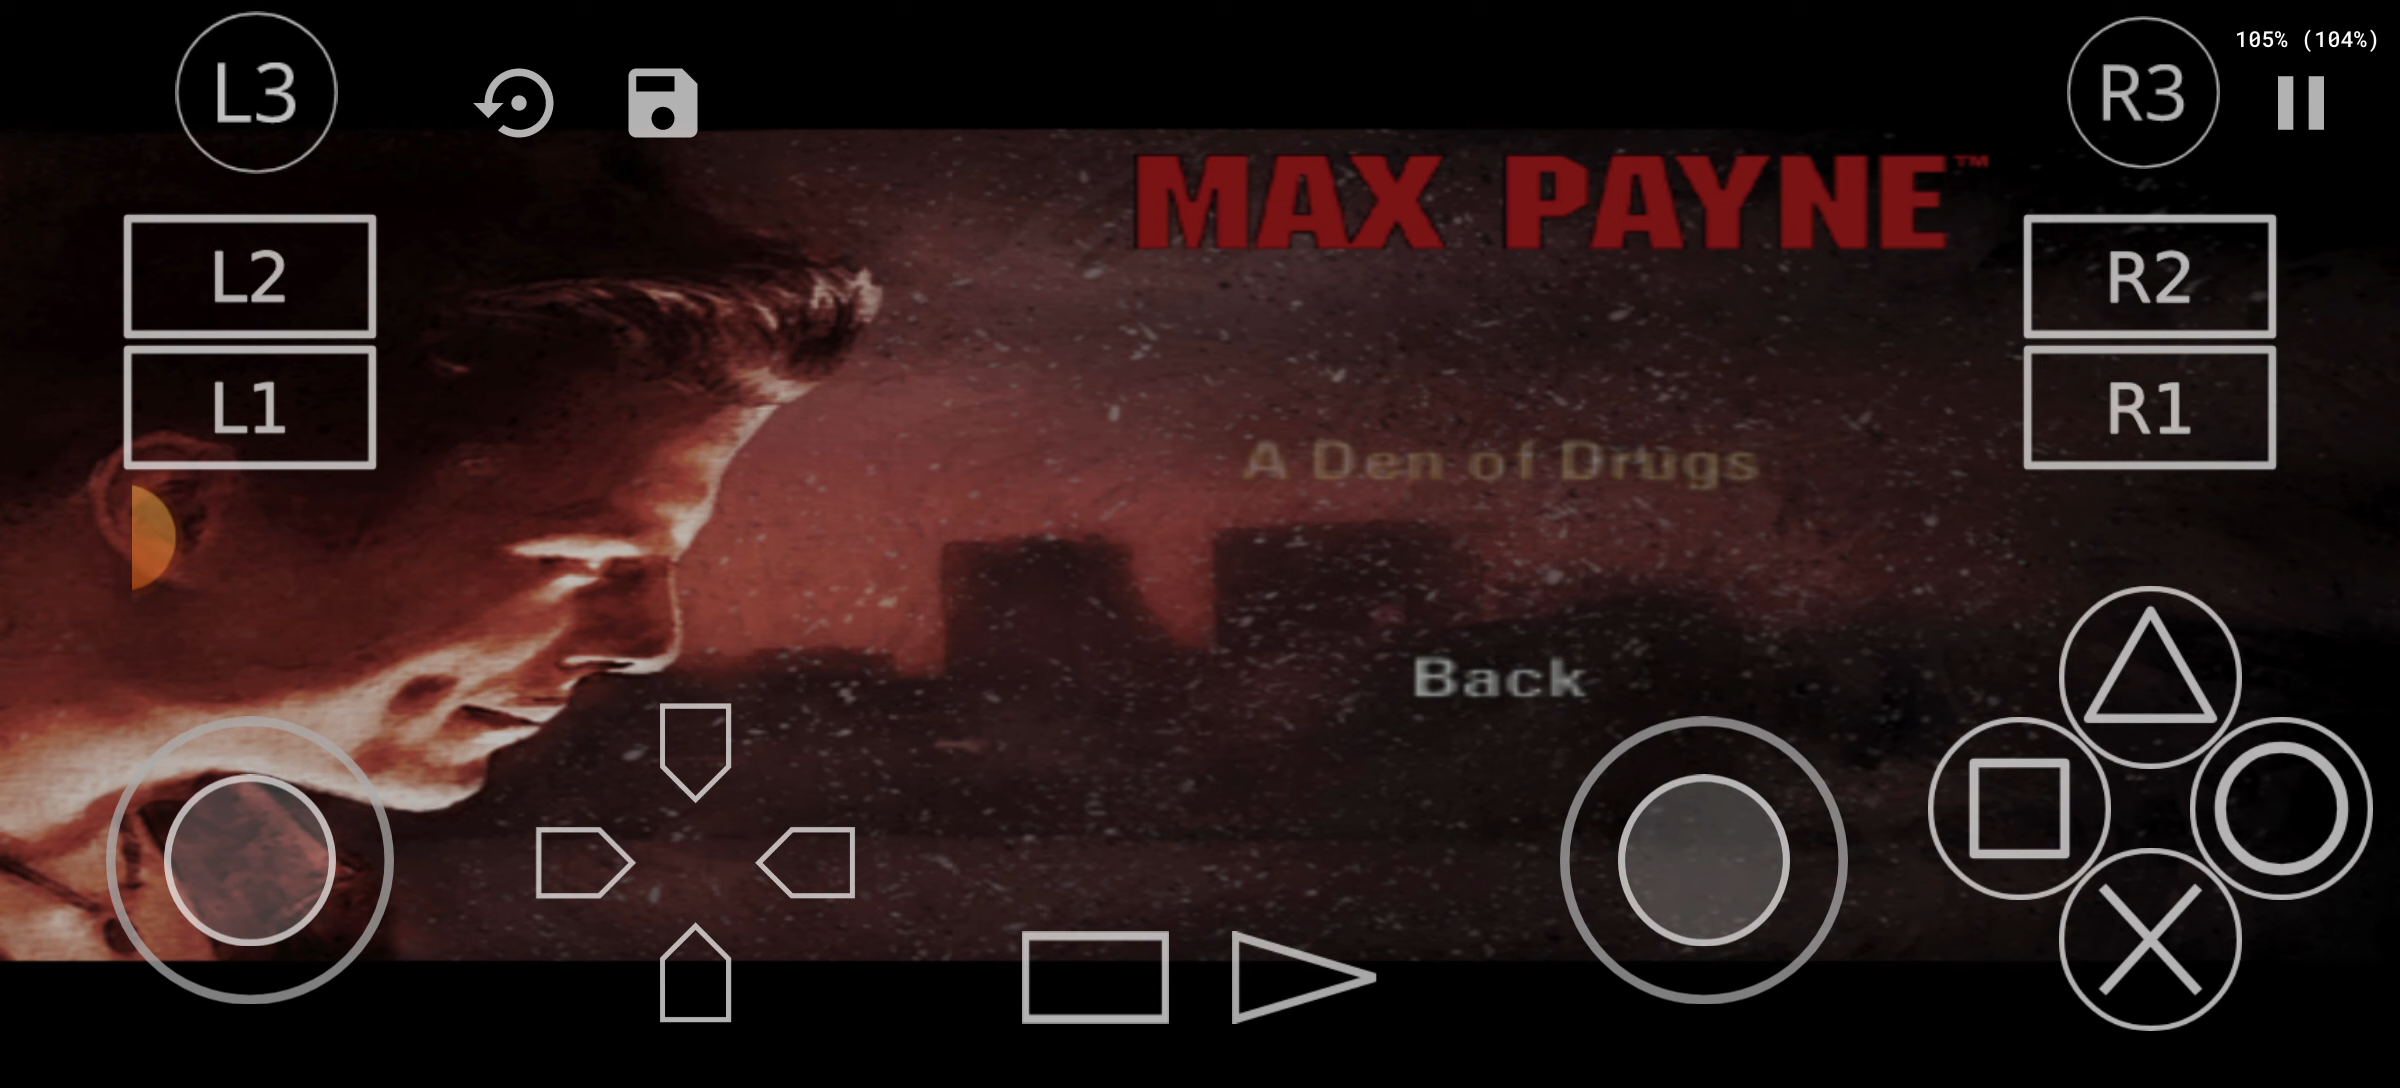 L3
R3
105% (104%)
MAX PAYNE™
L2
R2
L1
R1
A Den of Drugs
Back